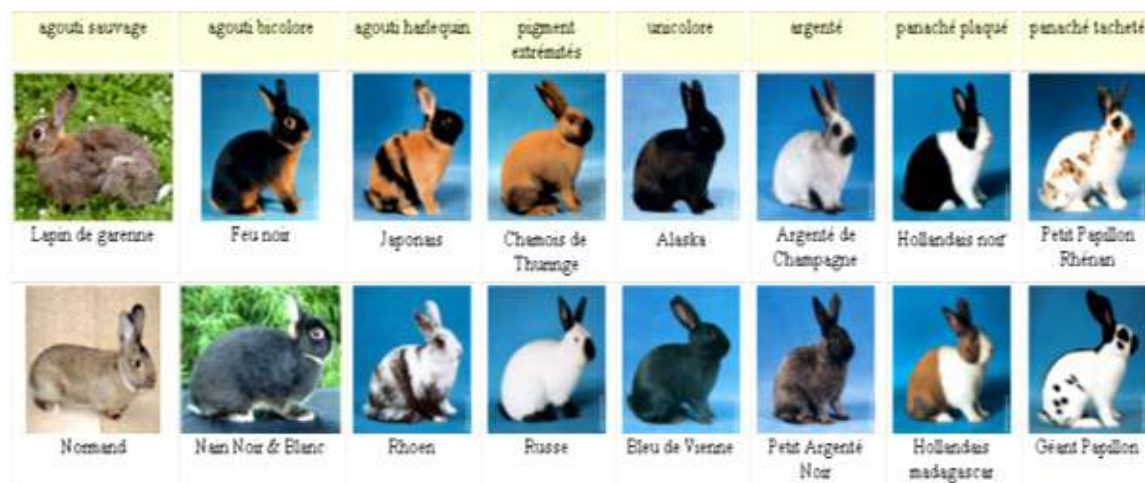 agouti sauvage
agouti bicolore
agouti harlequin
pigment
extrémités
unicolore
argenté
panaché plaqué
panaché tacheté
Lapin de garenne
Feu noir
Japonais
Chamois de
Thuringe
Alaska
Argenté de
Champagne
Hollandais noir
Petit Papillon
Rhénan
Normand
Nain Noir & Blanc
Rhoen
Russe
Bleu de Vienne
Petit Argenté
Noir
Hollandais
madagascar
Géant Papillon